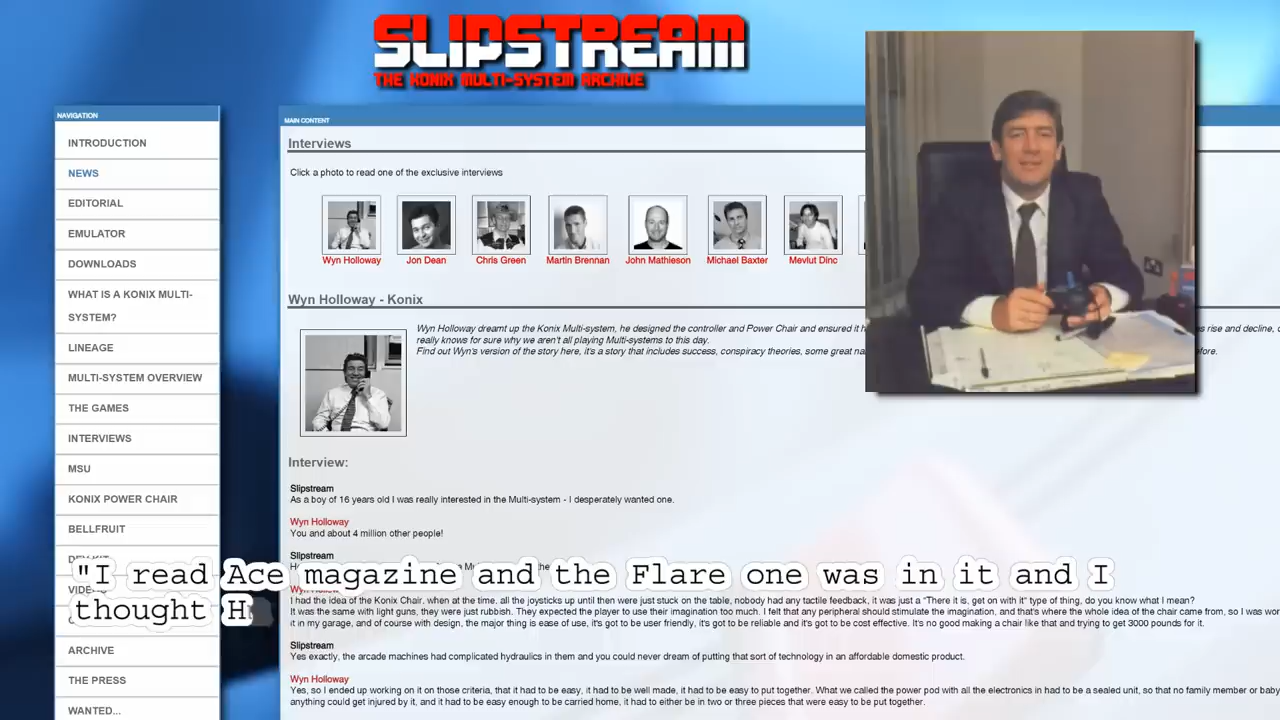 SLIPSTREAM
THE KONIX MULTI-SYSTEM ARCHIVE
NAVIGATION
INTRODUCTION
NEWS
EDITORIAL
EMULATOR
DOWNLOADS
WHAT IS A KONIX MULTI-
SYSTEM?
LINEAGE
MULTI-SYSTEM OVERVIEW
THE GAMES
INTERVIEWS
MSU
KONIX POWER CHAIR
BELLFRUIT
ARCHIVE
THE PRESS
WANTED...
MAIN CONTENT
Interviews
Click a photo to read one of the exclusive interviews
Wyn Holloway Jon Dean Chris Green Martin Brennan John Mathieson Michael Baxter Mevlut Dinc
Wyn Holloway - Konix
Wyn Holloway dreamt up the Konix Multi-system, he designed the controller and Power Chair and ensured it h s rise and decline,
really knows for sure why we aren't all playing Multi-systems to this day.
Find out Wyn's version of the story here, it's a story that includes success, conspiracy theories, some great na fore.
Interview:
Slipstream
As a boy of 16 years old I was really interested in the Multi-system - I desperately wanted one.
Wyn Holloway
You and about 4 million other people!
Slipstream
"I read Ace magazine and the Flare one was in it and I
thought H
I had the idea of the Konix Chair, when at the time, all the joysticks up until then were just stuck on the table, nobody had any tactile feedback, it was just a "There it is, get on with it" type of thing, do you know what I mean?
It was the same with light guns, they were just rubbish. They expected the player to use their imagination too much. I felt that any peripheral should stimulate the imagination, and that's where the whole idea of the chair came from, so I was wor
it in my garage, and of course with design, the major thing is ease of use, it's got to be user friendly, it's got to be reliable and it's got to be cost effective. It's no good making a chair like that and trying to get 3000 pounds for it.
Slipstream
Yes exactly, the arcade machines had complicated hydraulics in them and you could never dream of putting that sort of technology in an affordable domestic product.
Wyn Holloway
Yes, so I ended up working on it on those criteria, that it had to be easy, it had to be well made, it had to be easy to put together. What we called the power pod with all the electronics in had to be a sealed unit, so that no family member or baby
anything could get injured by it, and it had to be easy enough to be carried home, it had to either be in two or three pieces that were easy to be put together.